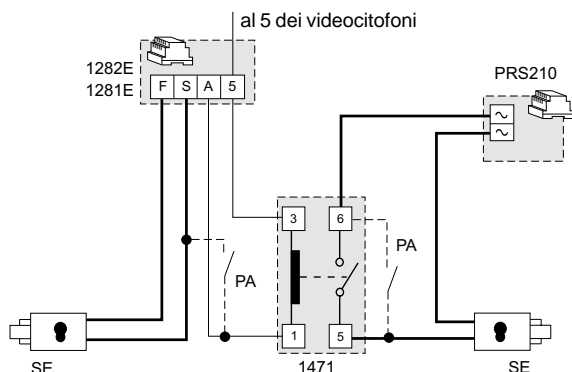 al 5 dei videocitofoni
1282E
1281E
F S A 5
PRS210
~
~
3 6
PA
PA
1 5
SE
1471
SE